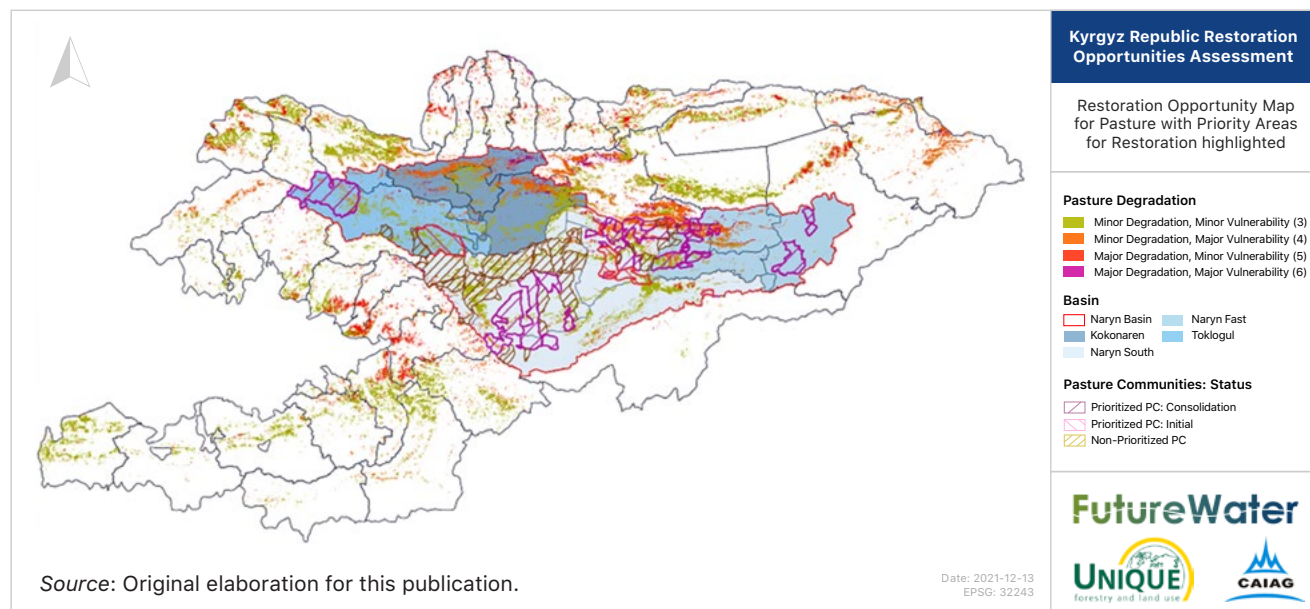 Kyrgyz Republic Restoration
Opportunities Assessment
Restoration Opportunity Map
for Pasture with Priority Areas
for Restoration highlighted
Pasture Degradation
Minor Degradation, Minor Vulnerability (3)
Minor Degradation, Major Vulnerability (4)
Major Degradation, Minor Vulnerability (5)
Major Degradation, Major Vulnerability (6)
Basin
Naryn Basin
Naryn Fast
Kokonaren
Toklogul
Naryn South
Pasture Communities: Status
Prioritized PC: Consolidation
Prioritized PC: Initial
Non-Prioritized PC
FutureWater
UNIQUE
forestry and land use
CAIAG
Source: Original elaboration for this publication.
Date: 2021-12-13
EPSG: 32243